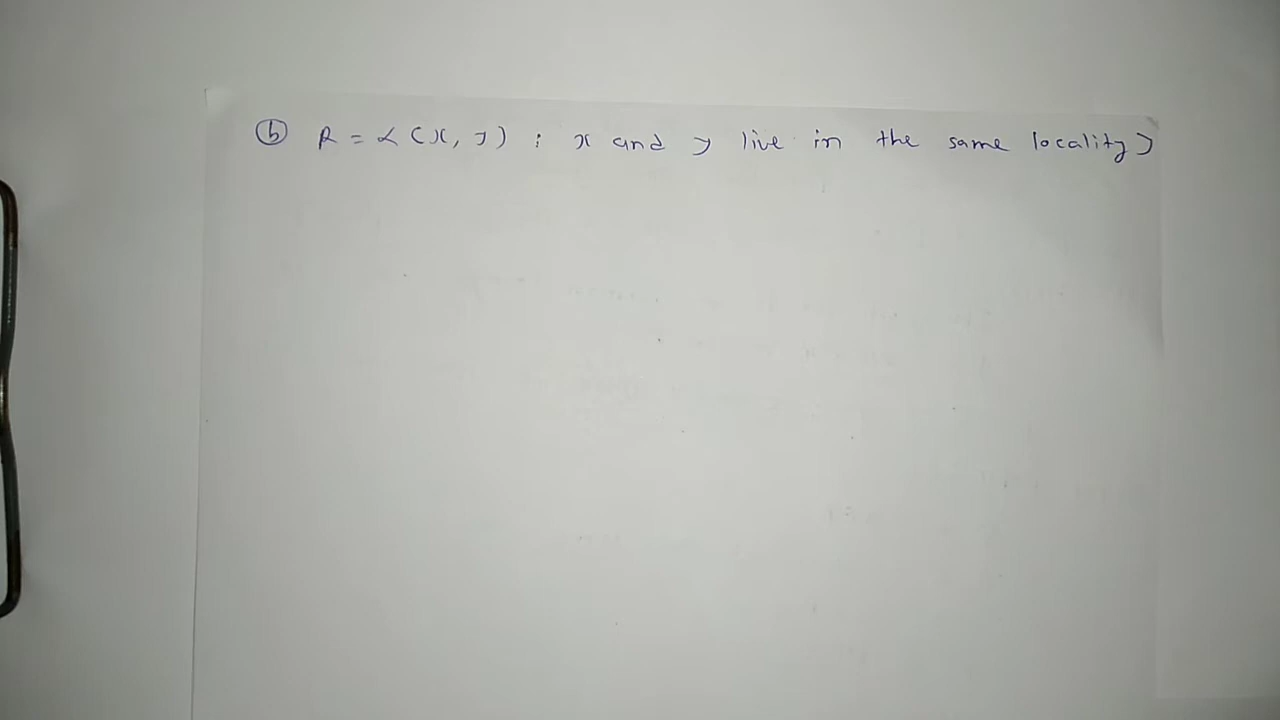 ⓑ R = {(x, y) : x and y live in the same locality}